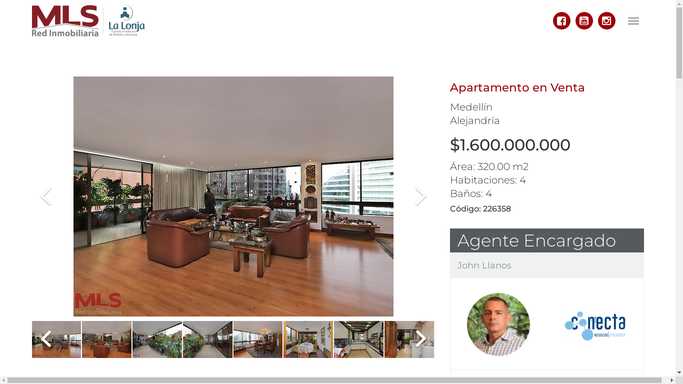 MLS
Red Inmobiliaria
La Lonja
Apartamento en Venta
Medellín
Alejandría
$1.600.000.000
Área: 320.00 m2
Habitaciones: 4
Baños: 4
Código: 226358
Agente Encargado
John Llanos
MLS
cnecta